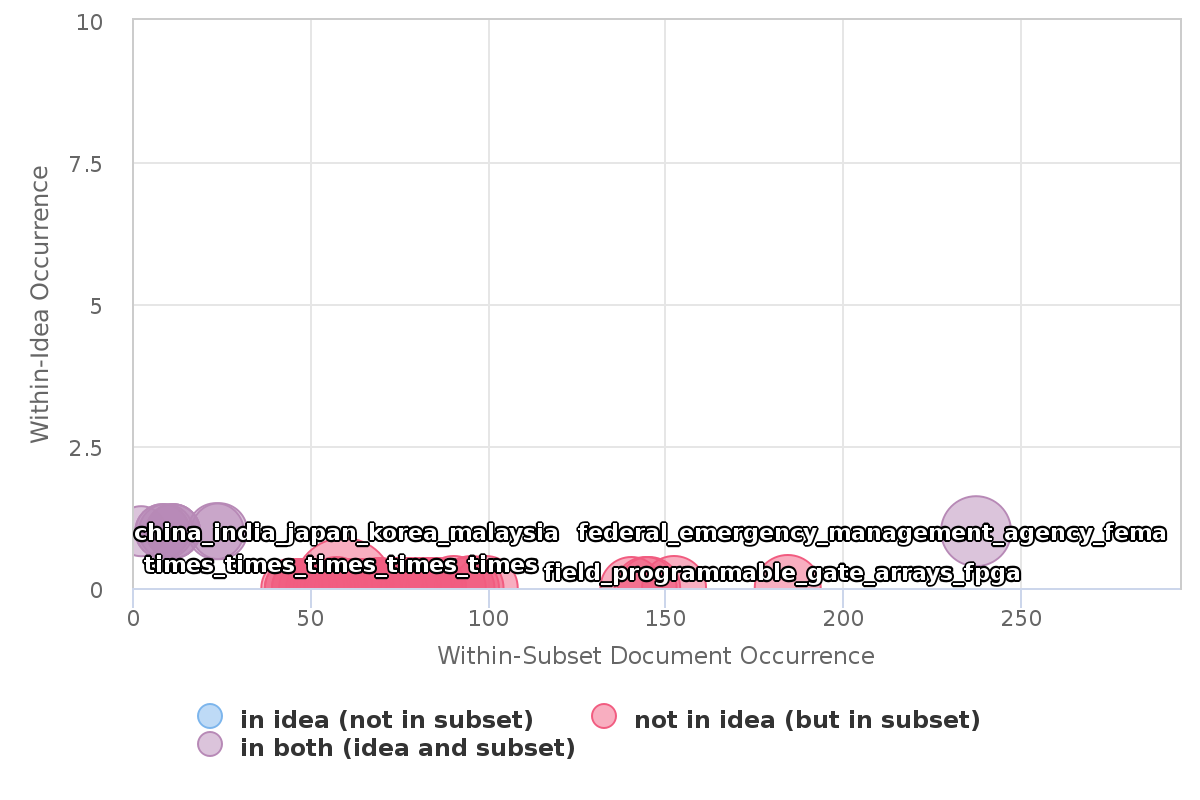 10
7.5
5
2.5
0
Within-Idea Occurrence
china_india_japan_korea_malaysia
federal_emergency_management_agency_fema
times_times_times_times_times
field_programmable_gate_arrays_fpga
0 50 100 150 200 250
Within-Subset Document Occurrence
in idea (not in subset)
not in idea (but in subset)
in both (idea and subset)